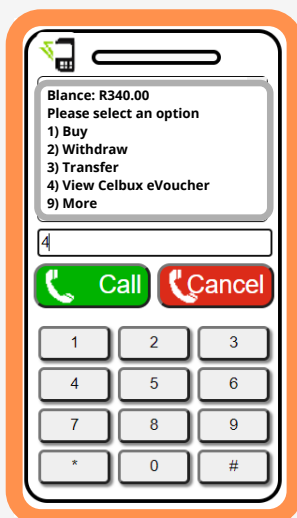 Blance: R340.00
Please select an option
1) Buy
2) Withdraw
3) Transfer
4) View Celbux eVoucher
9) More
4
Call Cancel
1 2 3
4 5 6
7 8 9
* 0 #